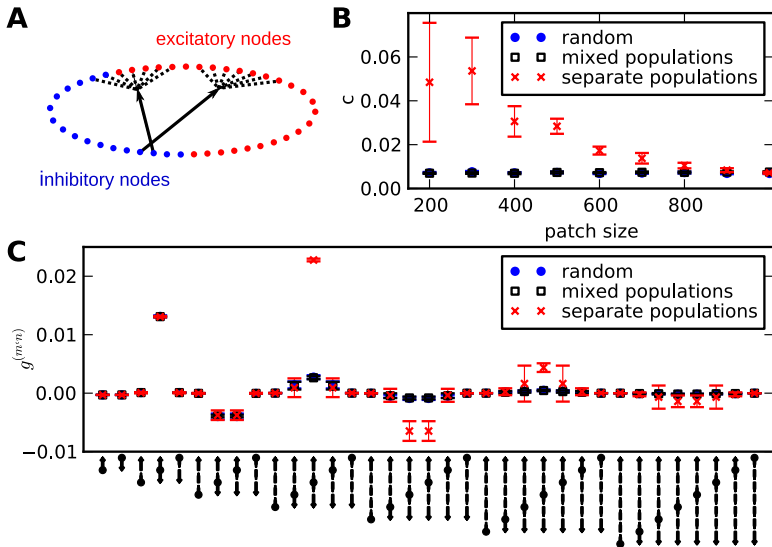 A
excitatory nodes
inhibitory nodes
B
random
mixed populations
separate populations
c
0.06
0.04
0.02
0.00
200
400
600
800
patch size
C
random
mixed populations
separate populations
g(m,n)
0.02
0.01
0.00
−0.01